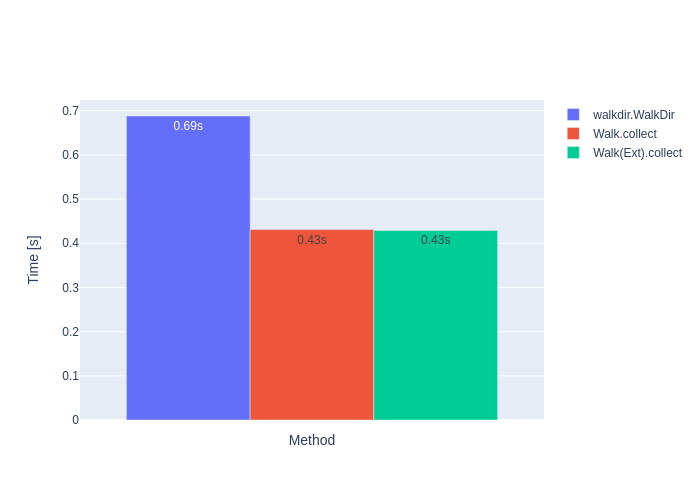 0.7
0.6
0.5
0.4
0.3
0.2
0.1
0
Time [s]
0.69s
0.43s
0.43s
Method
walkdir.WalkDir
Walk.collect
Walk(Ext).collect